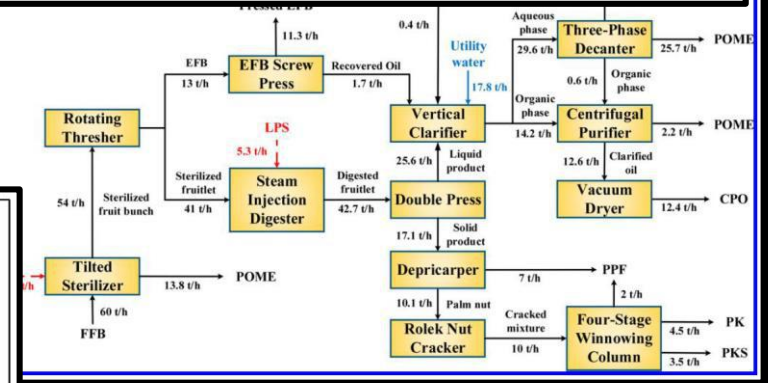 Pressed EFB
11.3 t/h
0.4 t/h
Utility
water
17.8 t/h
Aqueous
phase
29.6 t/h
Three-Phase
Decanter
25.7 t/h
POME
EFB
13 t/h
EFB Screw
Press
Recovered Oil
1.7 t/h
0.6 t/h
Organic
phase
Rotating
Thresher
LPS
5.3 t/h
Vertical
Clarifier
Organic
phase
14.2 t/h
Centrifugal
Purifier
2.2 t/h
POME
25.6 t/h
Liquid
product
12.6 t/h
Clarified
oil
54 t/h
Sterilized
fruit bunch
Sterilized
fruitlet
41 t/h
Steam
Injection
Digester
Digested
fruitlet
42.7 t/h
Double Press
Vacuum
Dryer
12.4 t/h
CPO
17.1 t/h
Solid
product
t/h
Tilted
Sterilizer
13.8 t/h
POME
Depricarper
7 t/h
PPF
2 t/h
60 t/h
FFB
10.1 t/h
Palm nut
Rolek Nut
Cracker
Cracked
mixture
10 t/h
Four-Stage
Winnowing
Column
4.5 t/h
PK
3.5 t/h
PKS